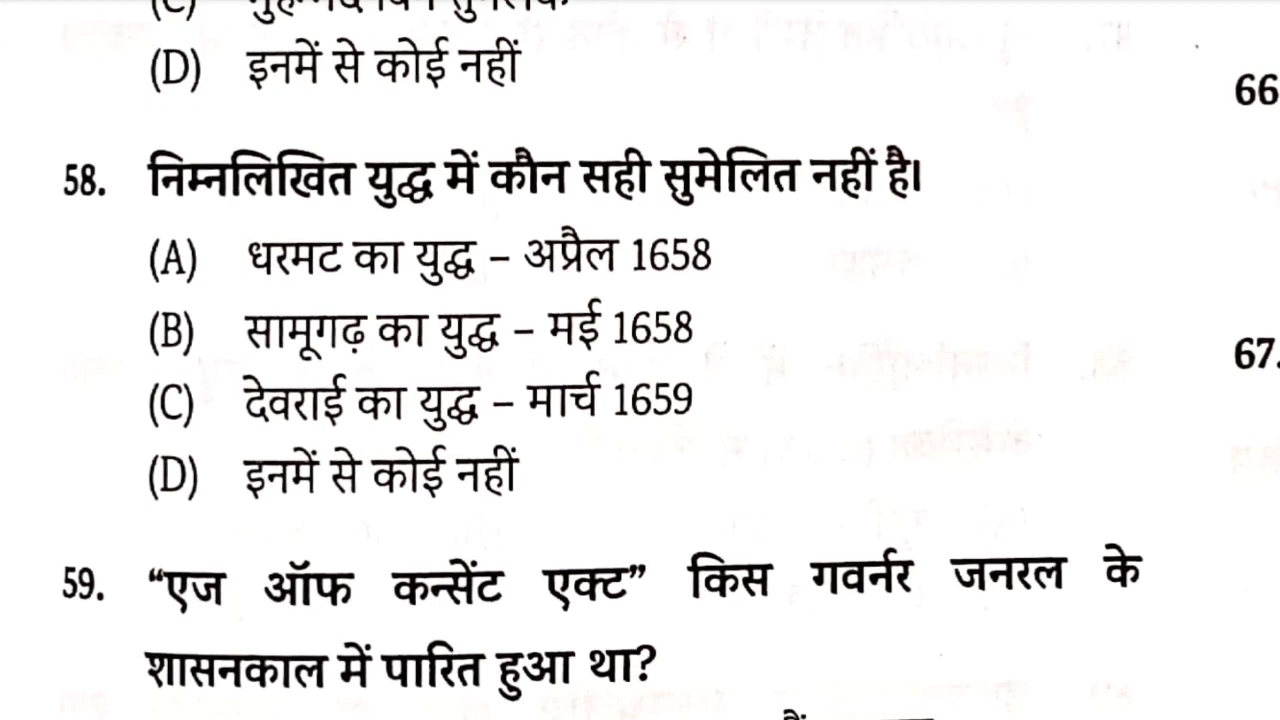 (D) इनमें से कोई नहीं
66
58. निम्नलिखित युद्ध में कौन सही सुमेलित नहीं है।
(A) धरमट का युद्ध – अप्रैल 1658
(B) सामूगढ़ का युद्ध – मई 1658
67.
(C) देवराई का युद्ध – मार्च 1659
(D) इनमें से कोई नहीं
59. “एज ऑफ कन्सेंट एक्ट” किस गवर्नर जनरल के
शासनकाल में पारित हुआ था?